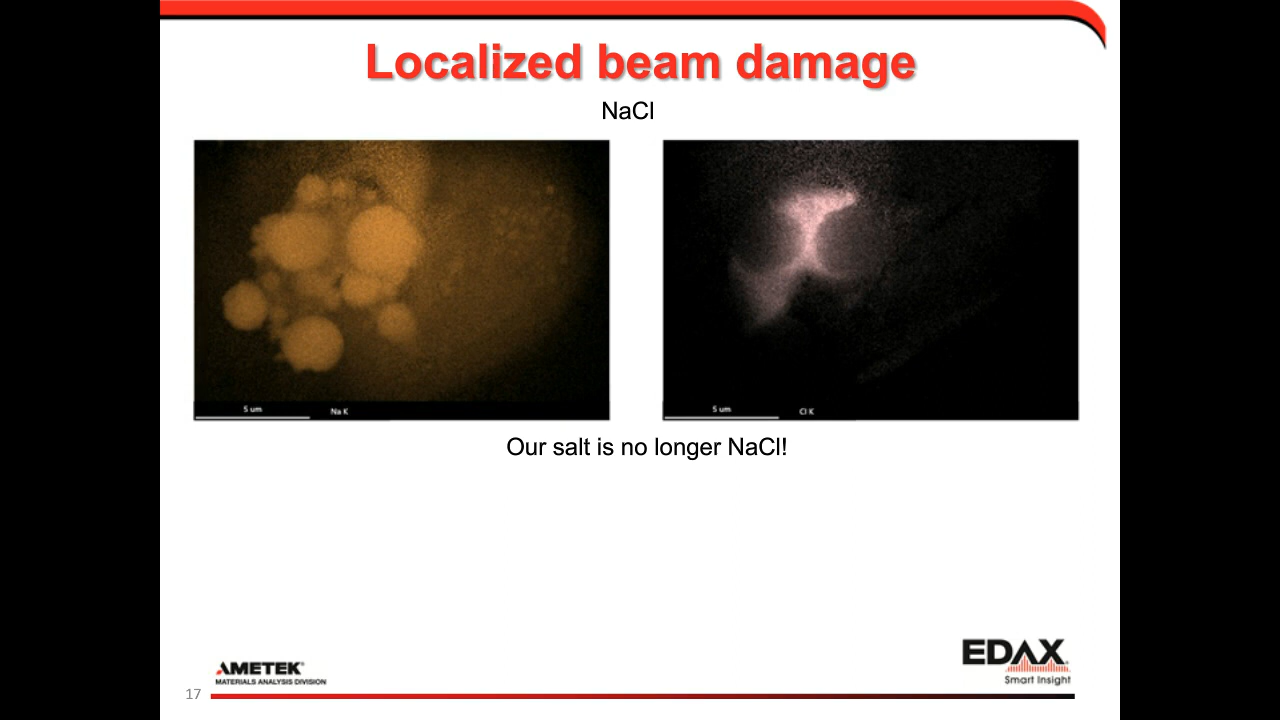 Localized beam damage
NaCl
5 um
Na K
5 um
Cl K
Our salt is no longer NaCl!
AMETEK®
MATERIALS ANALYSIS DIVISION
EDAX
Smart Insight
17